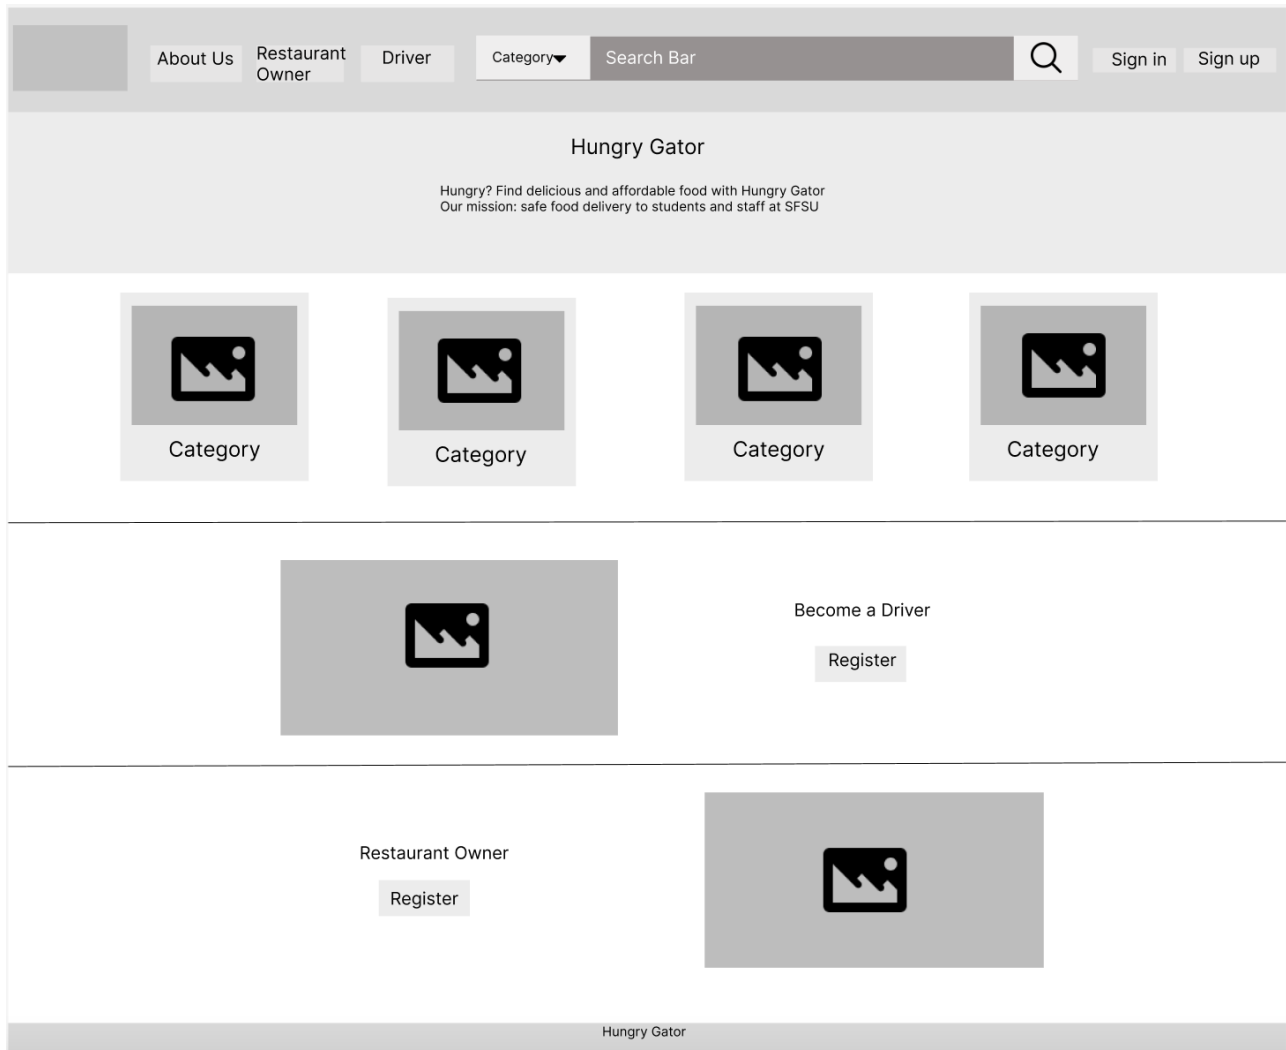 About Us
Restaurant
Owner
Driver
Category
Search Bar
Sign in
Sign up
Hungry Gator
Hungry? Find delicious and affordable food with Hungry Gator
Our mission: safe food delivery to students and staff at SFSU
Category
Category
Category
Category
Become a Driver
Register
Restaurant Owner
Register
Hungry Gator